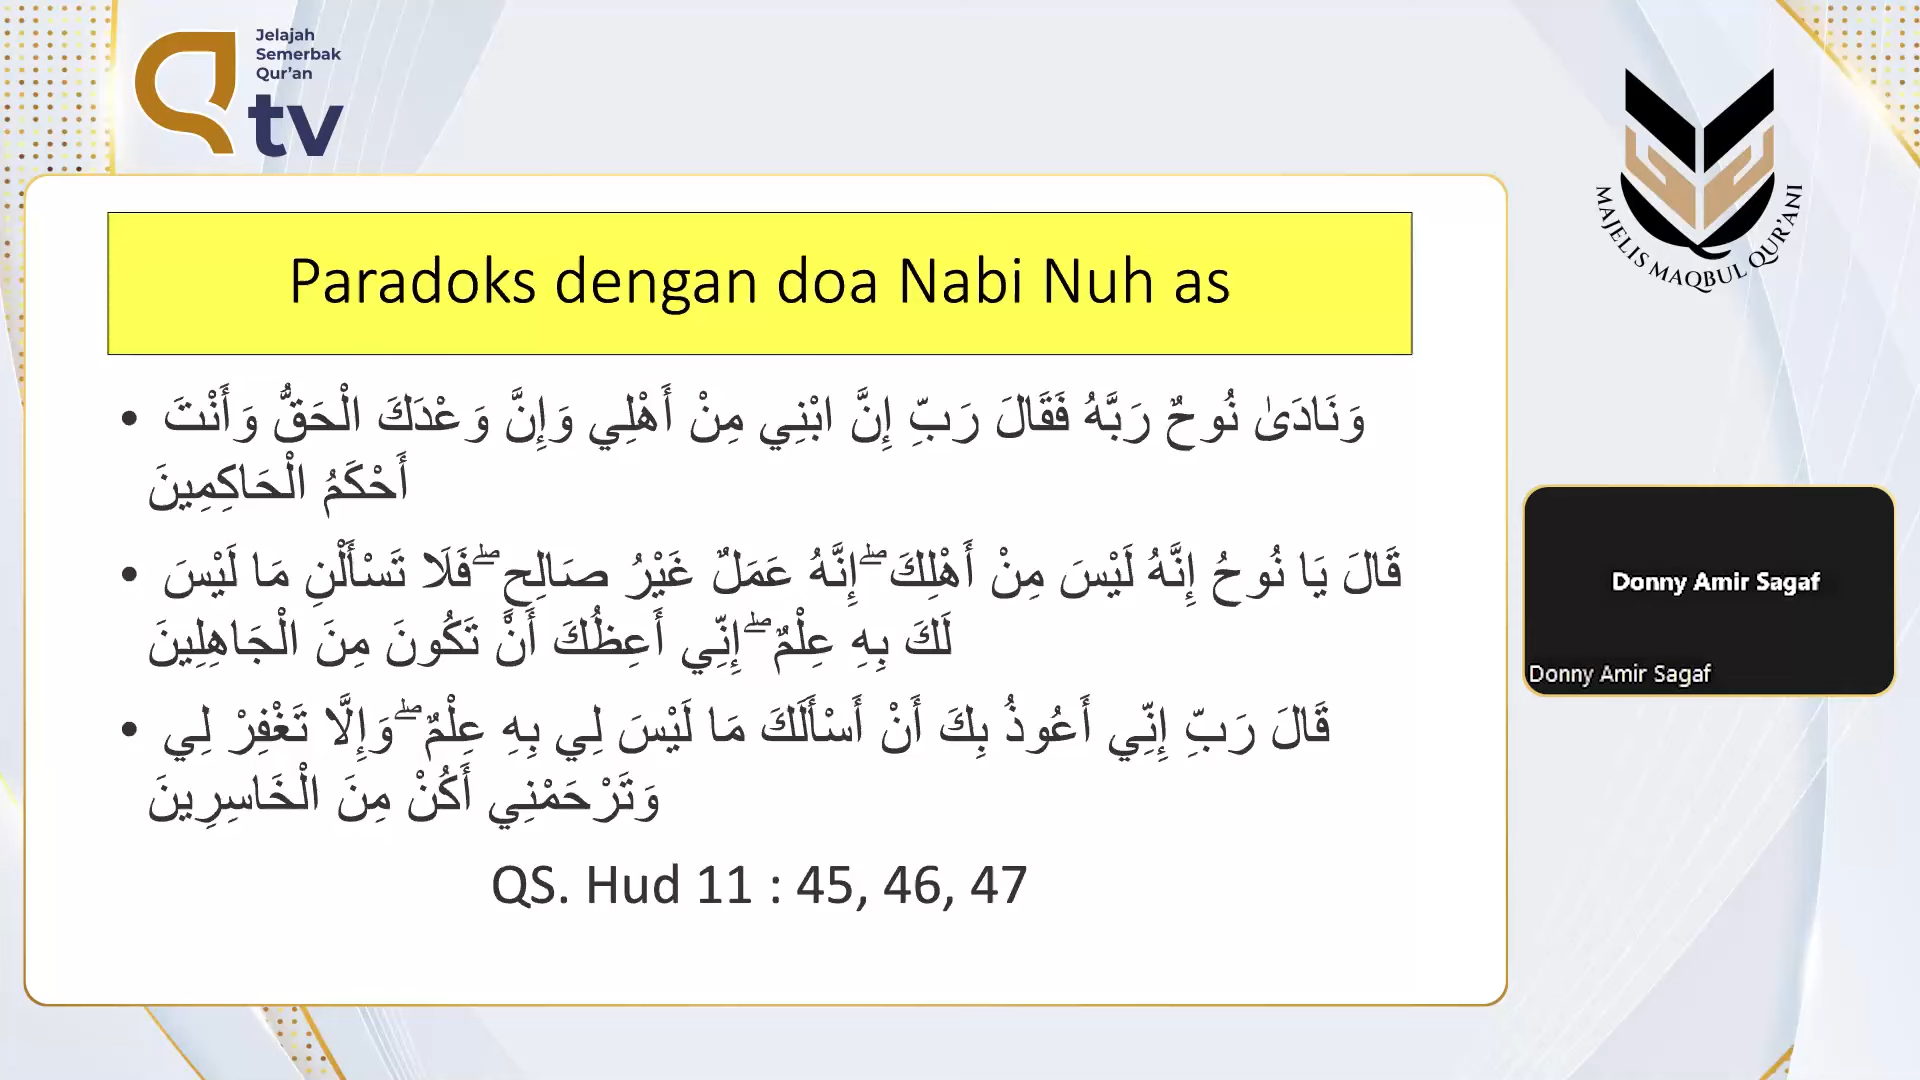 Jelajah
Semerbak
Qur'an
tv
MAJELIS MAQBUL QUR'ANI
Paradoks dengan doa Nabi Nuh as
• وَنَادَىٰ نُوحٌ رَبَّهُ فَقَالَ رَبِّ إِنَّ ابْنِي مِنْ أَهْلِي وَإِنَّ وَعْدَكَ الْحَقُّ وَأَنْتَ
أَحْكَمُ الْحَاكِمِينَ
• قَالَ يَا نُوحُ إِنَّهُ لَيْسَ مِنْ أَهْلِكَ ۖ إِنَّهُ عَمَلٌ غَيْرُ صَالِحٍ ۖ فَلَا تَسْأَلْنِ مَا لَيْسَ
لَكَ بِهِ عِلْمٌ ۖ إِنِّي أَعِظُكَ أَنْ تَكُونَ مِنَ الْجَاهِلِينَ
• قَالَ رَبِّ إِنِّي أَعُوذُ بِكَ أَنْ أَسْأَلَكَ مَا لَيْسَ لِي بِهِ عِلْمٌ ۖ وَإِلَّا تَغْفِرْ لِي
وَتَرْحَمْنِي أَكُنْ مِنَ الْخَاسِرِينَ
QS. Hud 11 : 45, 46, 47
Donny Amir Sagaf
Donny Amir Sagaf